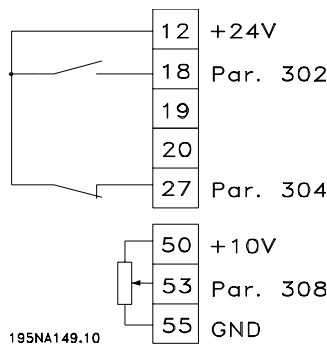 12 +24V
18 Par. 302
19
20
27 Par. 304
50 +10V
53 Par. 308
55 GND
195NA149.10